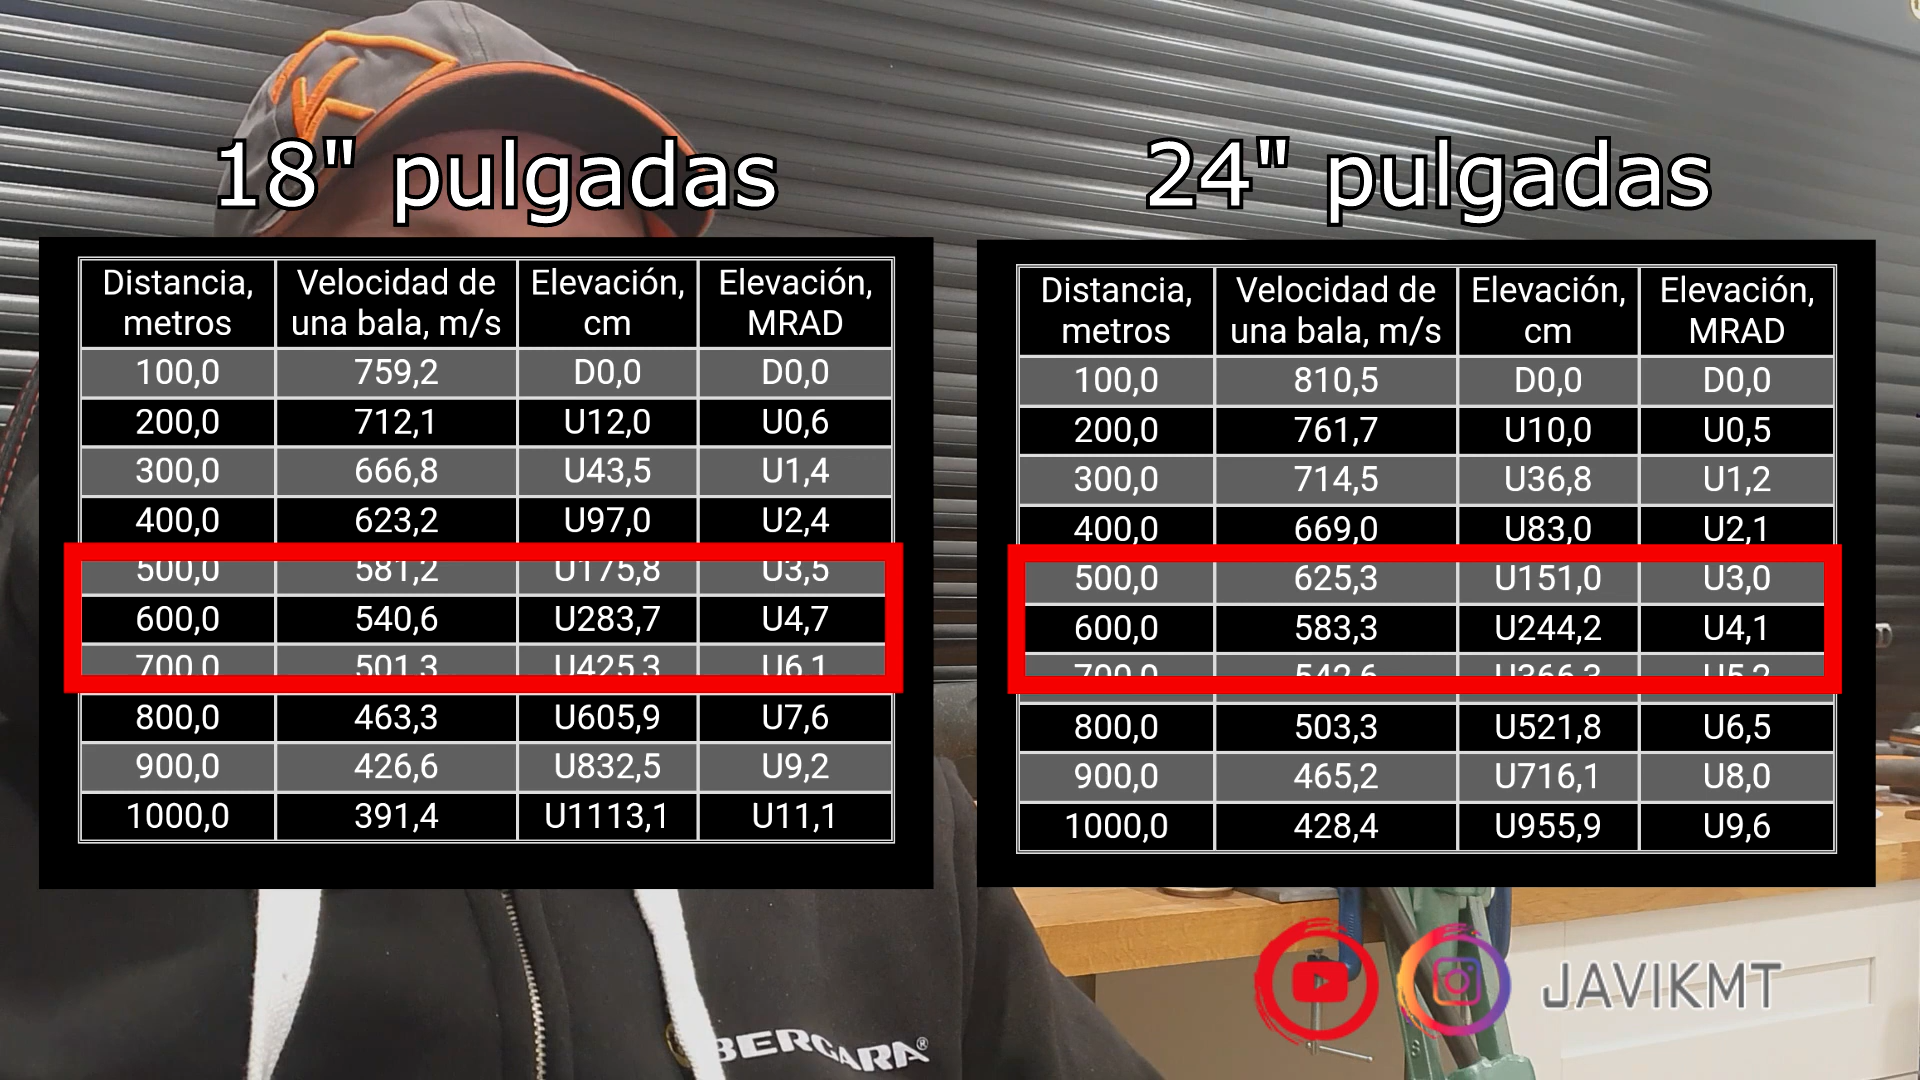 18" pulgadas
Distancia, metros Velocidad de una bala, m/s Elevación, cm Elevación, MRAD
100,0 759,2 D0,0 D0,0
200,0 712,1 U12,0 U0,6
300,0 666,8 U43,5 U1,4
400,0 623,2 U97,0 U2,4
500,0 581,2 U175,8 U3,5
600,0 540,6 U283,7 U4,7
700,0 501,3 U425,3 U6,1
800,0 463,3 U605,9 U7,6
900,0 426,6 U832,5 U9,2
1000,0 391,4 U1113,1 U11,1
24" pulgadas
Distancia, metros Velocidad de una bala, m/s Elevación, cm Elevación, MRAD
100,0 810,5 D0,0 D0,0
200,0 761,7 U10,0 U0,5
300,0 714,5 U36,8 U1,2
400,0 669,0 U83,0 U2,1
500,0 625,3 U151,0 U3,0
600,0 583,3 U244,2 U4,1
700,0 542,6 U366,3 U5,2
800,0 503,3 U521,8 U6,5
900,0 465,2 U716,1 U8,0
1000,0 428,4 U955,9 U9,6
JAVIKMT
BERGARA®